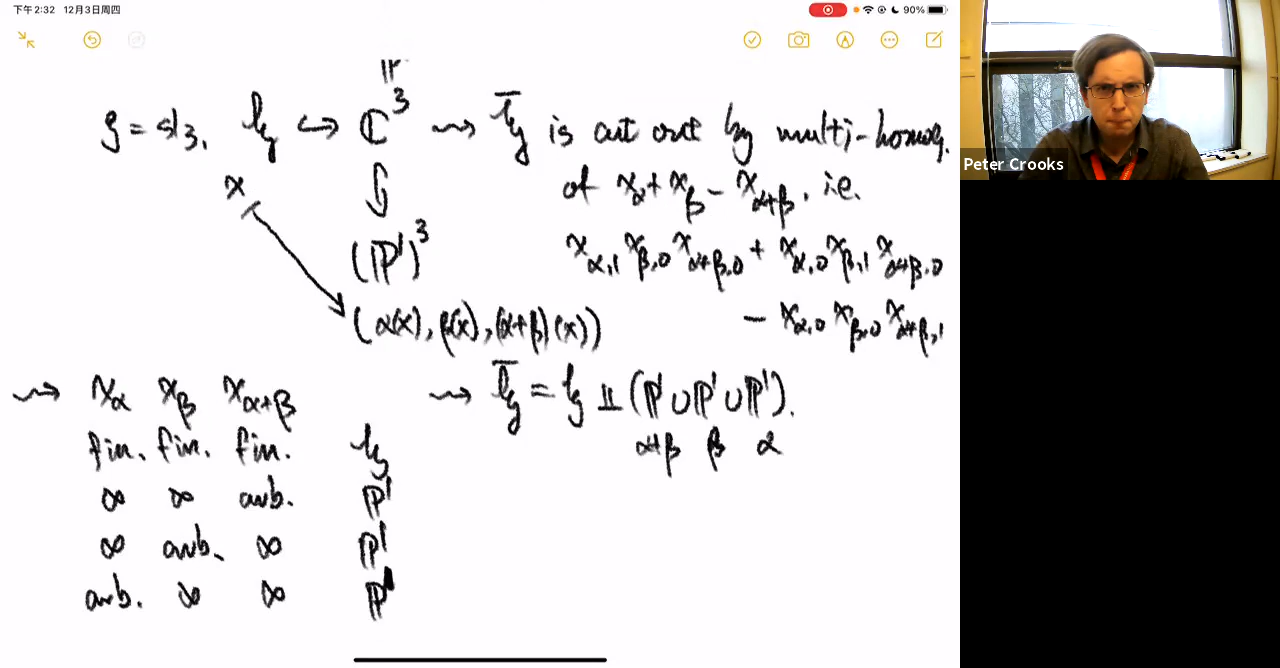 下午2:32 12月3日周四
90%
𝔤 = sl₃, 𝔥 ↪ ℂ³ ⇝ 𝔥̄ is cut out by multi-homog.
x
of x_α + x_β − x_{α+β}, i.e.
(ℙ¹)³
x_{α,1} x_{β,0} x_{α+β,0} + x_{α,0} x_{β,1} x_{α+β,0}
(α(x), β(x), (α+β)(x))
− x_{α,0} x_{β,0} x_{α+β,1}
⇝ x_α x_β x_{α+β}
fin. fin. fin. 𝔥
∞ ∞ arb. ℙ¹
∞ arb. ∞ ℙ¹
arb. ∞ ∞ ℙ¹
⇝ 𝔥̄ = 𝔥 ⨿ (ℙ¹ ∪ ℙ¹ ∪ ℙ¹).
α+β β α
Peter Crooks